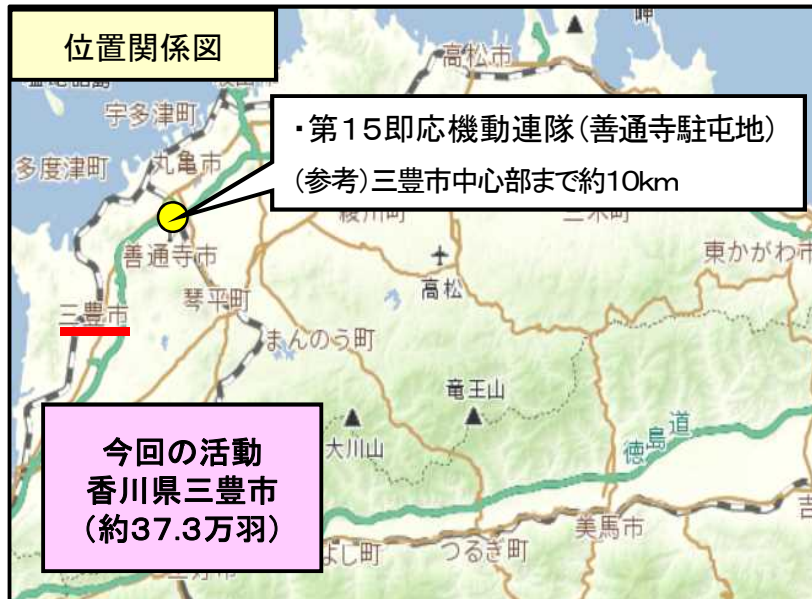 位置関係図
岬
高松市
宇多津町
・第15即応機動連隊(善通寺駐屯地)
(参考)三豊市中心部まで約10km
多度津町
丸亀市
善通寺市
高松
東かがわ市
三豊市
琴平町
まんのう町
竜王山
大川山
徳島道
今回の活動
香川県三豊市
(約37.3万羽)
美馬市
つるぎ町
よし町
吉